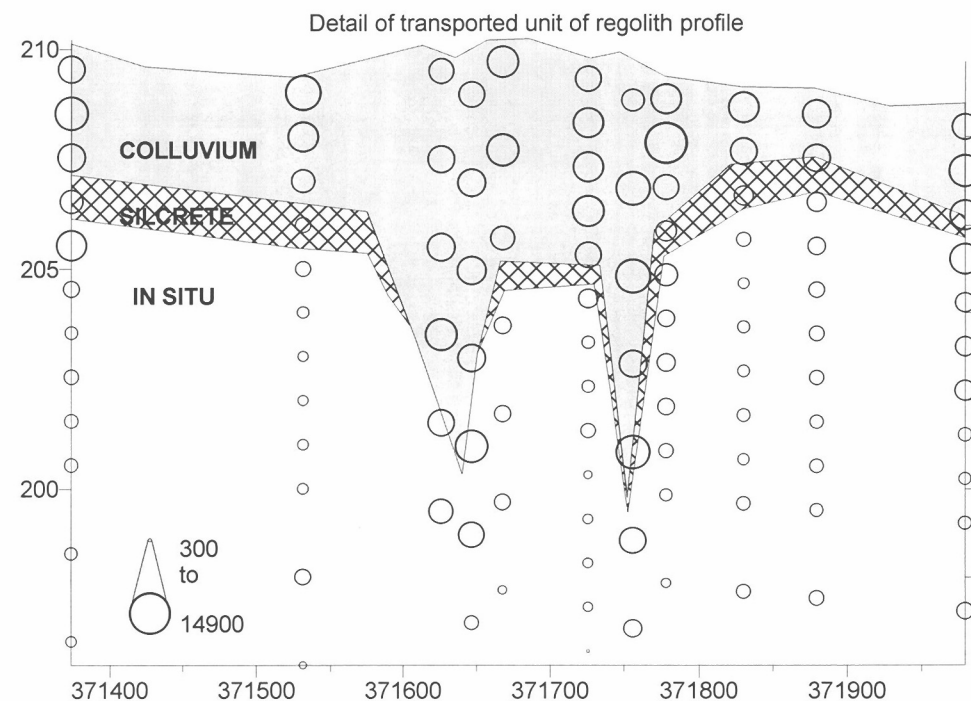 Detail of transported unit of regolith profile
210
COLLUVIUM
SILCRETE
205
IN SITU
200
300
to
14900
371400 371500 371600 371700 371800 371900